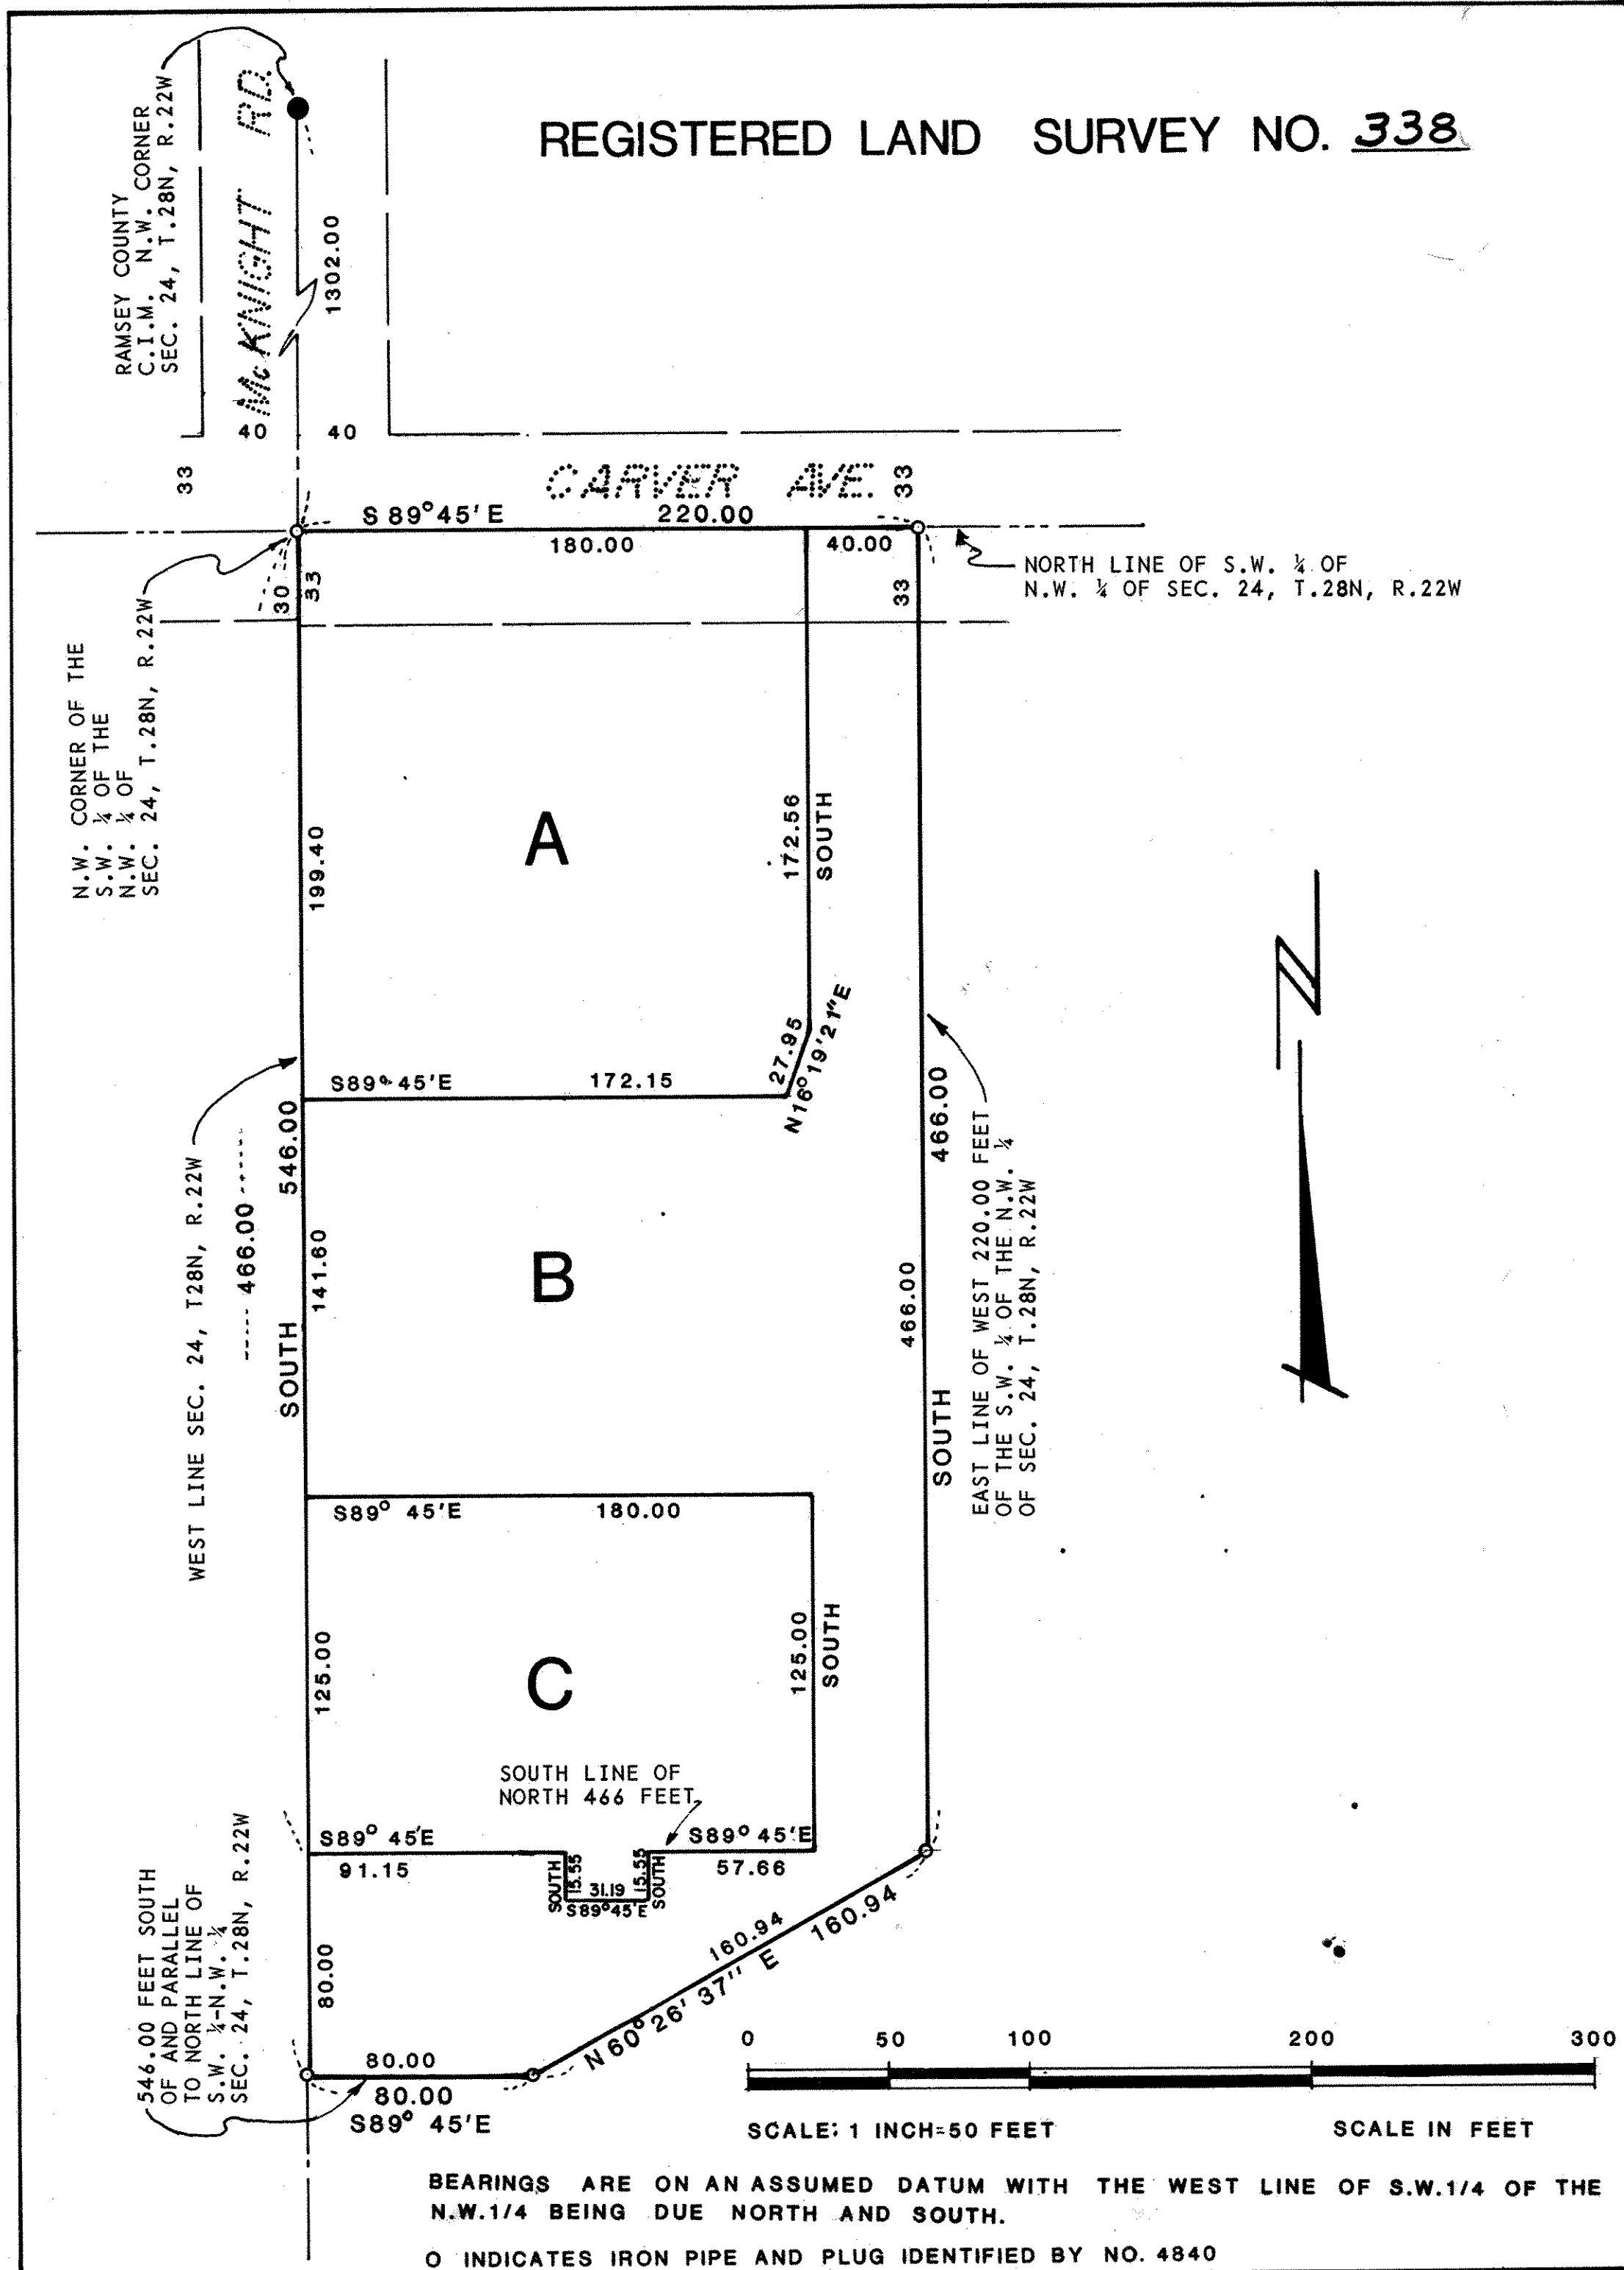 REGISTERED LAND SURVEY NO. 338
RAMSEY COUNTY
C.I.M. N.W. CORNER
SEC. 24, T.28N, R.22W
McKNIGHT RD.
1302.00
40
40
33
CARVER AVE.
33
S 89°45'E
220.00
180.00
40.00
30
33
33
NORTH LINE OF S.W. ¼ OF
N.W. ¼ OF SEC. 24, T.28N, R.22W
N.W. CORNER OF THE
S.W. ¼ OF THE
N.W. ¼ OF
SEC. 24, T.28N, R.22W
199.40
A
172.56
SOUTH
27.95
N16°19'21"E
S89°45'E
172.15
WEST LINE SEC. 24, T28N, R.22W
466.00
546.00
SOUTH
141.60
B
466.00
466.00
SOUTH
EAST LINE OF WEST 220.00 FEET
OF THE S.W. ¼ OF THE N.W. ¼
OF SEC. 24, T.28N, R.22W
N
S89° 45'E
180.00
125.00
C
125.00
SOUTH
SOUTH LINE OF
NORTH 466 FEET
S89° 45'E
91.15
S89° 45'E
57.66
SOUTH
15.55
31.19
S89°45'E
15.55
SOUTH
160.94
160.94
N 60° 26' 37" E
546.00 FEET SOUTH
OF AND PARALLEL
TO NORTH LINE OF
S.W. ¼-N.W. ¼
SEC. 24, T.28N, R.22W
80.00
80.00
80.00
S89° 45'E
0 50 100 200 300
SCALE: 1 INCH=50 FEET
SCALE IN FEET
BEARINGS ARE ON AN ASSUMED DATUM WITH THE WEST LINE OF S.W.1/4 OF THE
N.W.1/4 BEING DUE NORTH AND SOUTH.
O INDICATES IRON PIPE AND PLUG IDENTIFIED BY NO. 4840